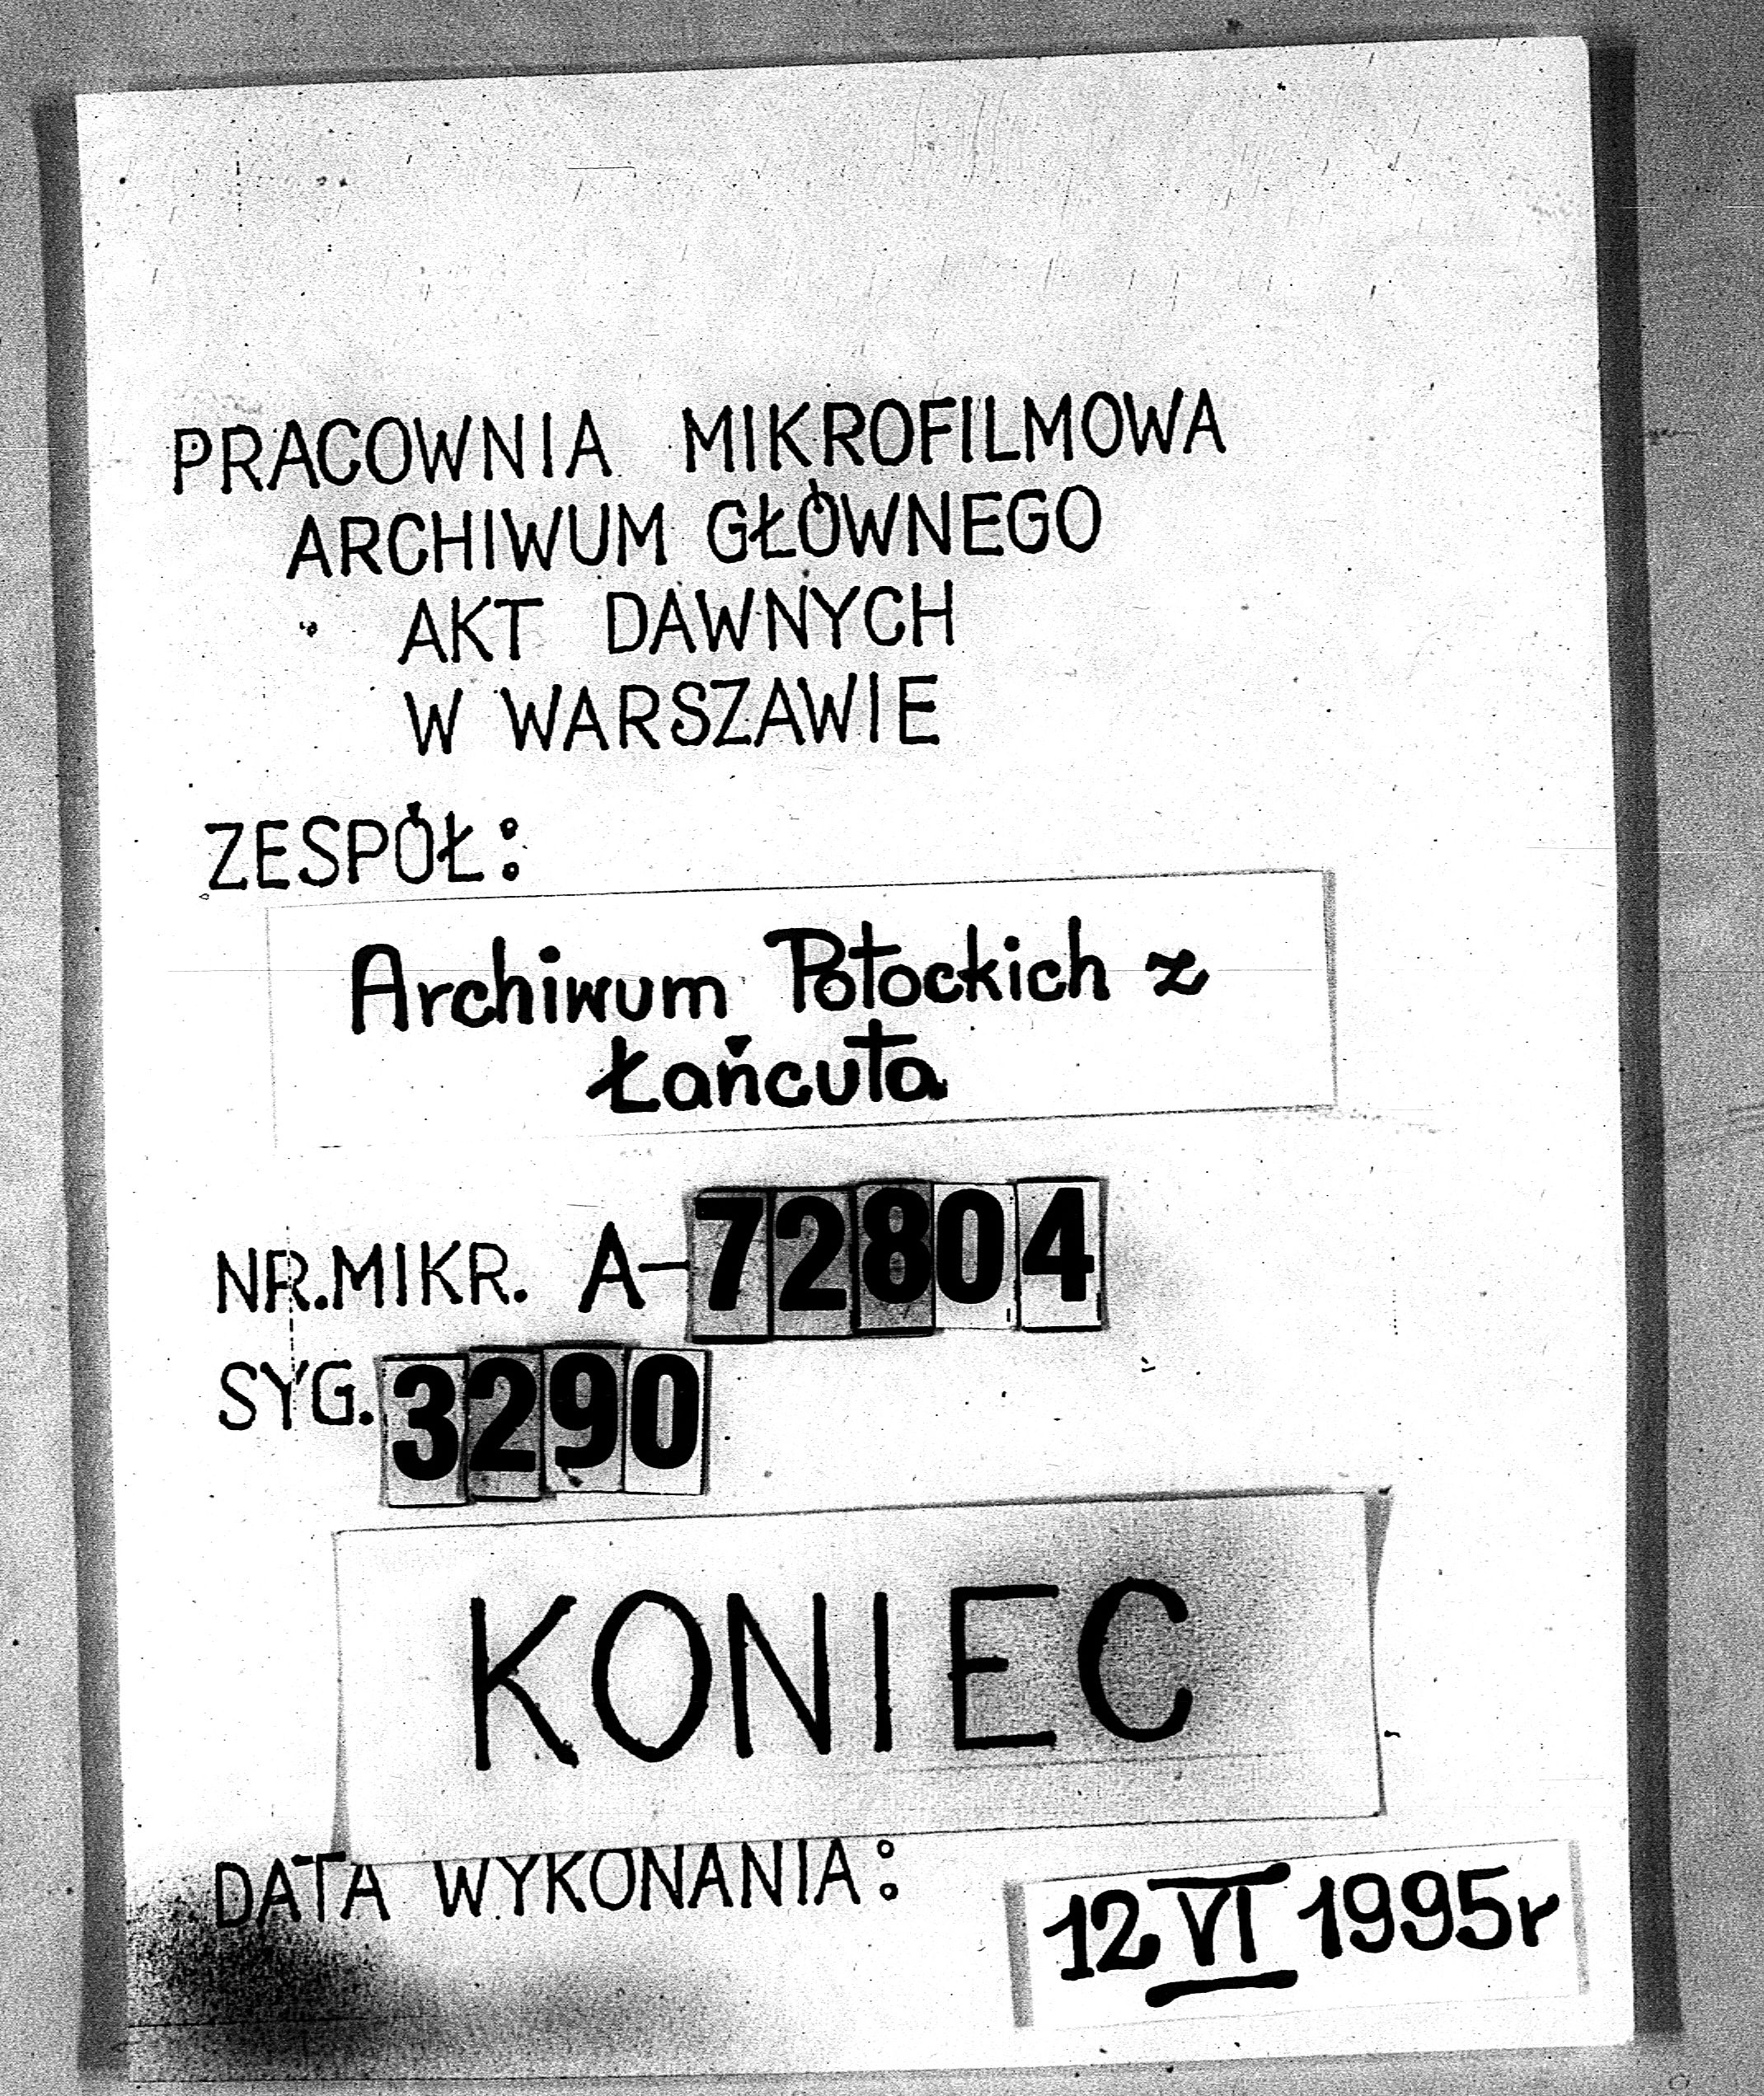 PRACOWNIA MIKROFILMOWA
ARCHIWUM GŁÓWNEGO
AKT DAWNYCH
W WARSZAWIE
ZESPÓŁ:
Archiwum Potockich z
Łańcuta
NR. MIKR. A-72804
SYG. 3290
KONIEC
DATA WYKONANIA:
12 VI 1995r